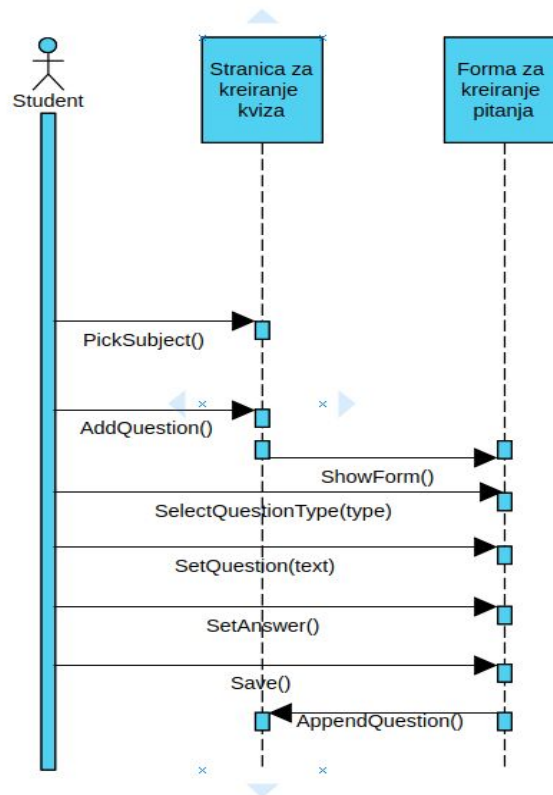 Student
Stranica za
kreiranje
kviza
Forma za
kreiranje
pitanja
PickSubject()
AddQuestion()
ShowForm()
SelectQuestionType(type)
SetQuestion(text)
SetAnswer()
Save()
AppendQuestion()